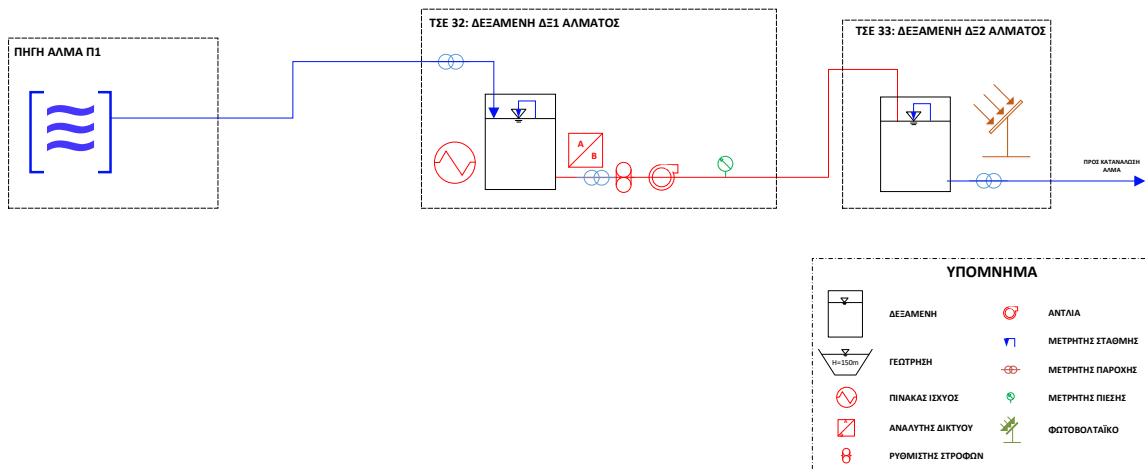 ΠΗΓΗ ΑΛΜΑ Π1
ΤΣΕ 32: ΔΕΞΑΜΕΝΗ ΔΞ1 ΑΛΜΑΤΟΣ
ΤΣΕ 33: ΔΕΞΑΜΕΝΗ ΔΞ2 ΑΛΜΑΤΟΣ
A
B
ΠΡΟΣ ΚΑΤΑΝΑΛΩΣΗ
ΑΛΜΑ
ΥΠΟΜΝΗΜΑ
ΔΕΞΑΜΕΝΗ
ΑΝΤΛΙΑ
ΜΕΤΡΗΤΗΣ ΣΤΑΘΜΗΣ
H=150m
ΓΕΩΤΡΗΣΗ
ΜΕΤΡΗΤΗΣ ΠΑΡΟΧΗΣ
ΠΙΝΑΚΑΣ ΙΣΧΥΟΣ
ΜΕΤΡΗΤΗΣ ΠΙΕΣΗΣ
ΑΝΑΛΥΤΗΣ ΔΙΚΤΥΟΥ
ΦΩΤΟΒΟΛΤΑΪΚΟ
ΡΥΘΜΙΣΤΗΣ ΣΤΡΟΦΩΝ